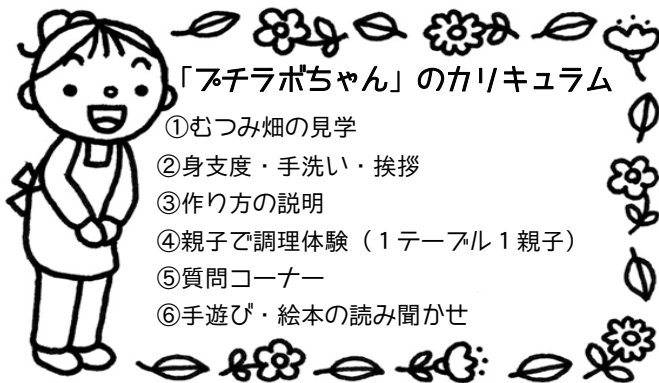 「プチラボちゃん」のカリキュラム
①むつみ畑の見学
②身支度・手洗い・挨拶
③作り方の説明
④親子で調理体験（１テーブル１親子）
⑤質問コーナー
⑥手遊び・絵本の読み聞かせ